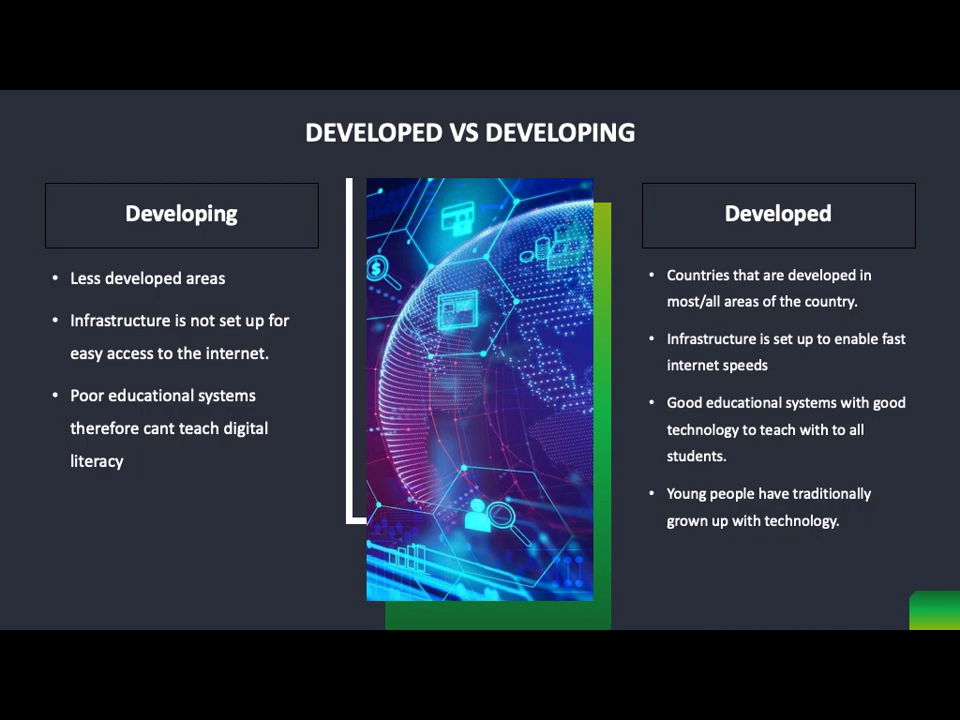 DEVELOPED VS DEVELOPING
Developing
• Less developed areas
• Infrastructure is not set up for
easy access to the internet.
• Poor educational systems
therefore cant teach digital
literacy
Developed
• Countries that are developed in
most/all areas of the country.
• Infrastructure is set up to enable fast
internet speeds
• Good educational systems with good
technology to teach with to all
students.
• Young people have traditionally
grown up with technology.